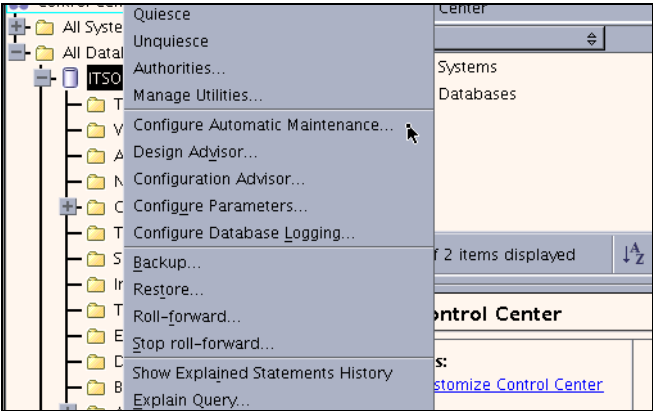 Quiesce
Unquiesce
Authorities...
Manage Utilities...
Configure Automatic Maintenance...
Design Advisor...
Configuration Advisor...
Configure Parameters...
Configure Database Logging...
Backup...
Restore...
Roll-forward...
Stop roll-forward...
Show Explained Statements History
Explain Query...
All Syste
All Datal
ITSO
T
V
A
N
C
T
S
In
T
E
D
B
Center
Systems
Databases
f 2 items displayed
A
Z
ontrol Center
s:
stomize Control Center